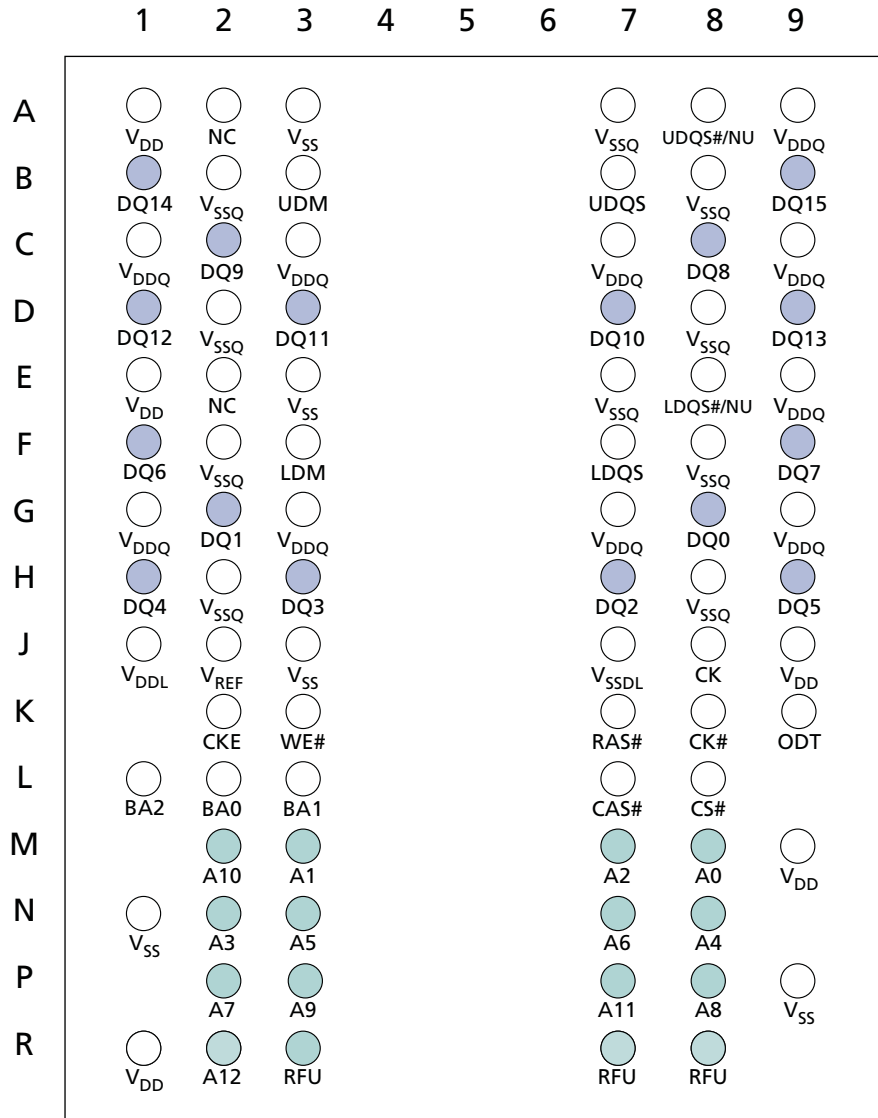 1 2 3 4 5 6 7 8 9
A
VDD NC VSS VSSQ UDQS#/NU VDDQ
B
DQ14 VSSQ UDM UDQS VSSQ DQ15
C
VDDQ DQ9 VDDQ VDDQ DQ8 VDDQ
D
DQ12 VSSQ DQ11 DQ10 VSSQ DQ13
E
VDD NC VSS VSSQ LDQS#/NU VDDQ
F
DQ6 VSSQ LDM LDQS VSSQ DQ7
G
VDDQ DQ1 VDDQ VDDQ DQ0 VDDQ
H
DQ4 VSSQ DQ3 DQ2 VSSQ DQ5
J
VDDL VREF VSS VSSDL CK VDD
K
CKE WE# RAS# CK# ODT
L
BA2 BA0 BA1 CAS# CS#
M
A10 A1 A2 A0 VDD
N
VSS A3 A5 A6 A4
P
A7 A9 A11 A8 VSS
R
VDD A12 RFU RFU RFU